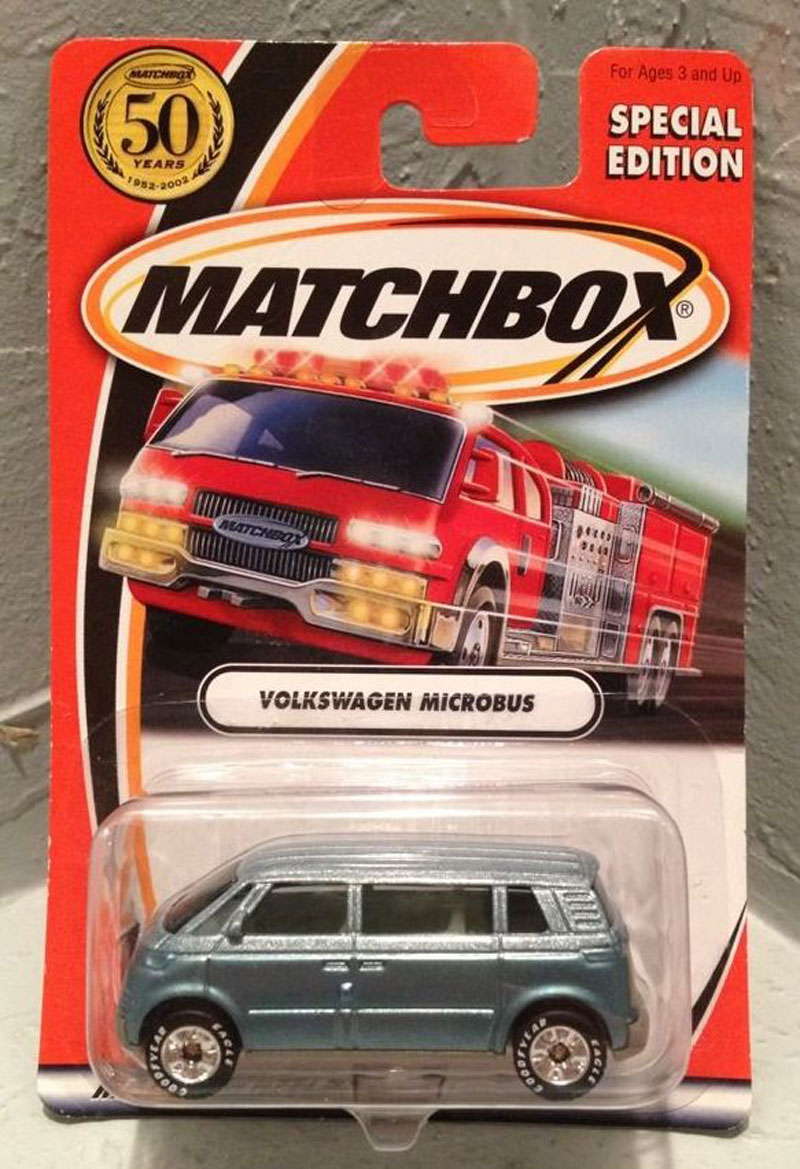 MATCHBOX
50
YEARS
1952-2002
For Ages 3 and Up
SPECIAL
EDITION
MATCHBOX®
MATCHBOX
VOLKSWAGEN MICROBUS
GOODYEAR EAGLE
GOODYEAR EAGLE